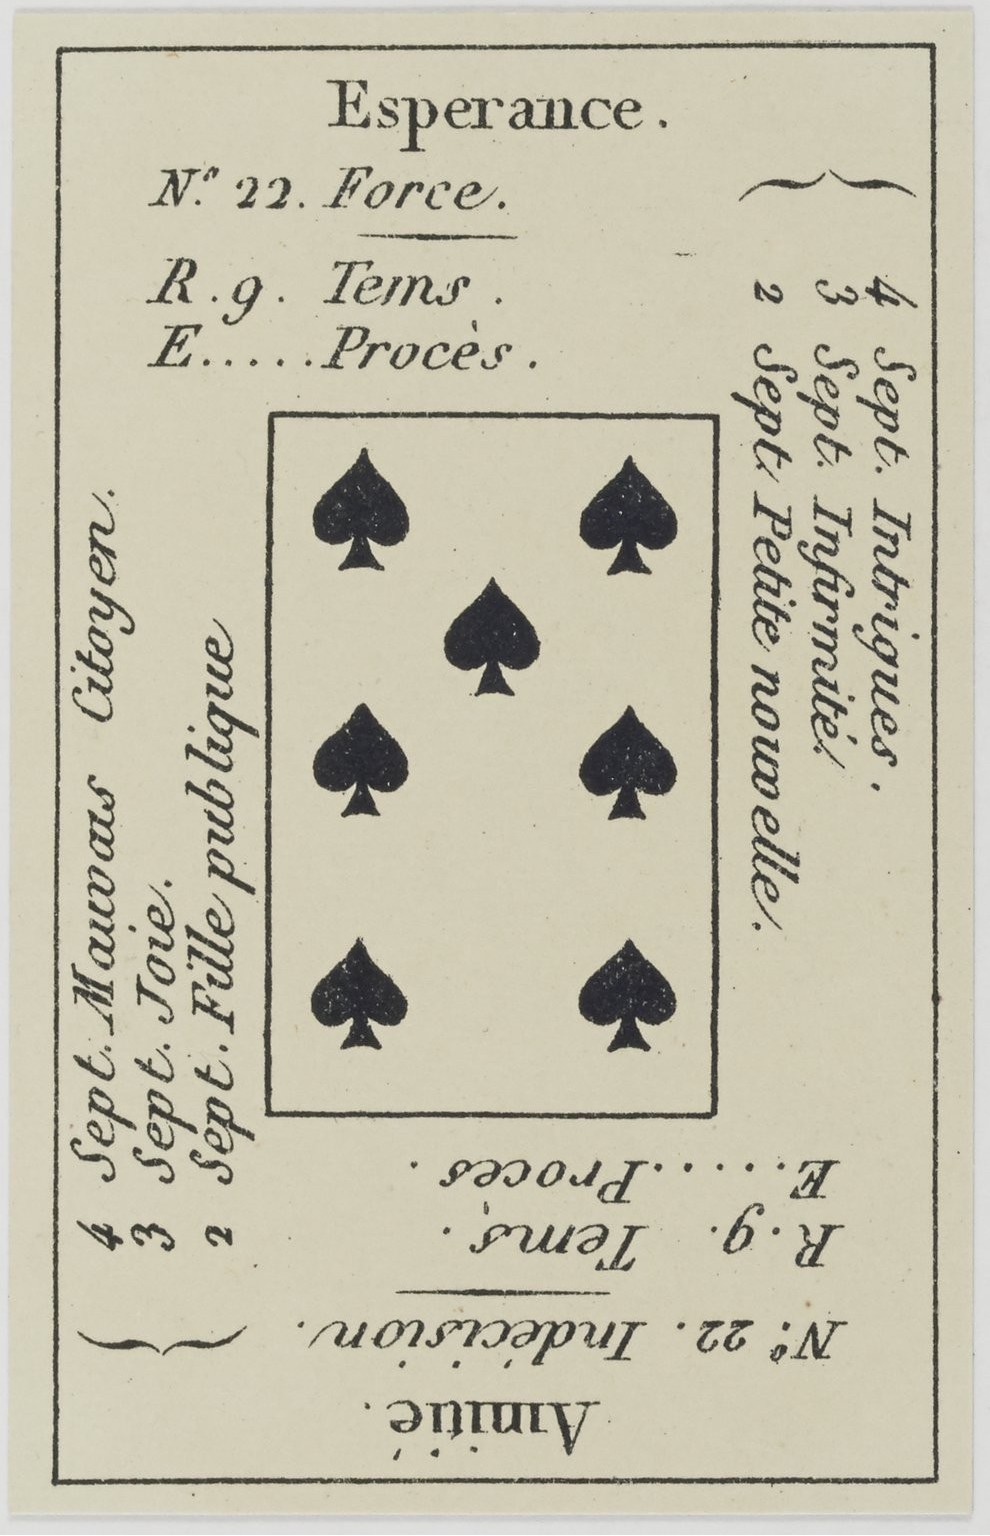 Esperance.
N.º 22. Force.
R. 9. Tems.
E.....Procès.
4 Sept. Intrigues.
3 Sept. Infirmité.
2 Sept. Petite nouvelle.
4 Sept. Mauvais Citoyen.
3 Sept. Joie.
2 Sept. Fille publique
Amitié.
N.º 22. Indécision.
R. 9. Tems.
E.....Procès.